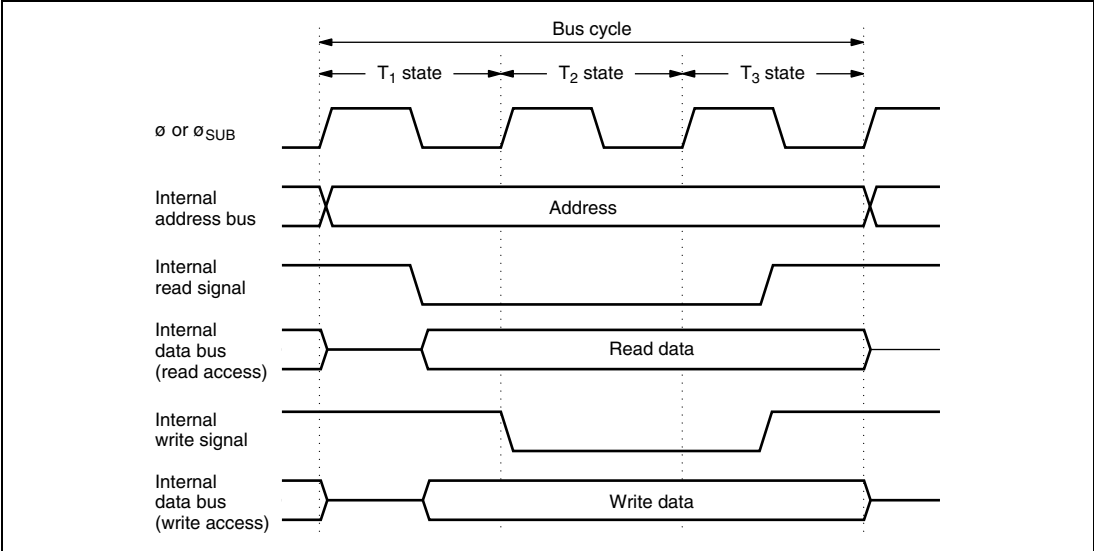 Bus cycle
T1 state
T2 state
T3 state
ø or øSUB
Internal
address bus
Address
Internal
read signal
Internal
data bus
(read access)
Read data
Internal
write signal
Internal
data bus
(write access)
Write data